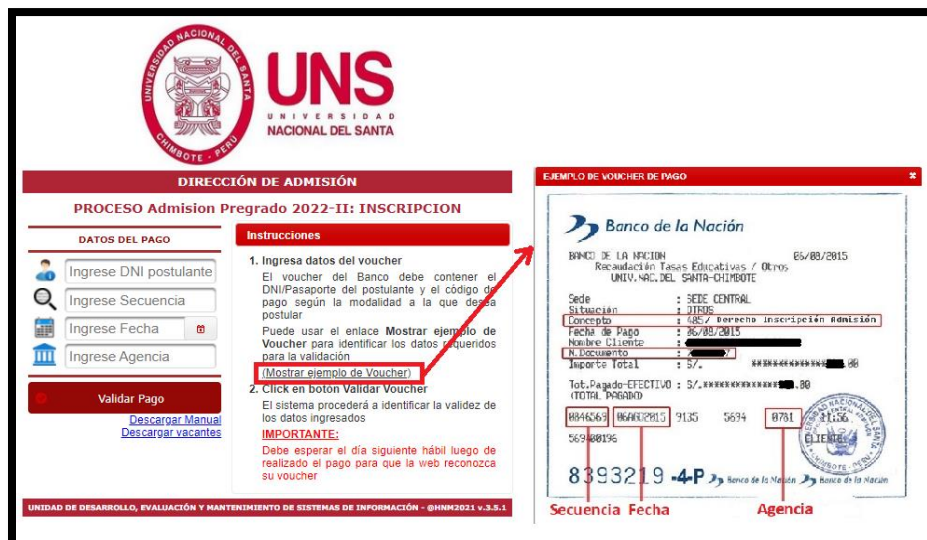 UNIVERSIDAD NACIONAL DEL SANTA
CHIMBOTE - PERÚ
UNS
UNIVERSIDAD
NACIONAL DEL SANTA
DIRECCIÓN DE ADMISIÓN
PROCESO Admision Pregrado 2022-II: INSCRIPCION
DATOS DEL PAGO
Ingrese DNI postulante
Ingrese Secuencia
Ingrese Fecha
Ingrese Agencia
Validar Pago
Descargar Manual
Descargar vacantes
Instrucciones
1. Ingresa datos del voucher
El voucher del Banco debe contener el
DNI/Pasaporte del postulante y el código de
pago según la modalidad a la que desea
postular
Puede usar el enlace Mostrar ejemplo de
Voucher para identificar los datos requeridos
para la validación
(Mostrar ejemplo de Voucher)
2. Click en botón Validar Voucher
El sistema procederá a identificar la validez de
los datos ingresados
IMPORTANTE:
Debe esperar el día siguiente hábil luego de
realizado el pago para que la web reconozca
su voucher
UNIDAD DE DESARROLLO, EVALUACIÓN Y MANTENIMIENTO DE SISTEMAS DE INFORMACIÓN - @HNM2021 v.3.5.1
EJEMPLO DE VOUCHER DE PAGO
Banco de la Nación
BANCO DE LA NACION 06/08/2015
Recaudación Tasas Educativas / Otros
UNIV.NAC.DEL SANTA-CHIMBOTE
Sede : SEDE CENTRAL
Situación : OTROS
Concepto : 485/ Derecho Inscripción Admisión
Fecha de Pago : 06/08/2015
Nombre Cliente :
N.Documento :
Importe Total : S/. .00
Tot.Pagado-EFECTIVO : S/. .00
(TOTAL PAGADO)
0846569 06AGO2015 9135 5694 0781 11:56
569400196 CLIENTE
8393219 -4-P Banco de la Nación Banco de la Nación
Secuencia Fecha Agencia